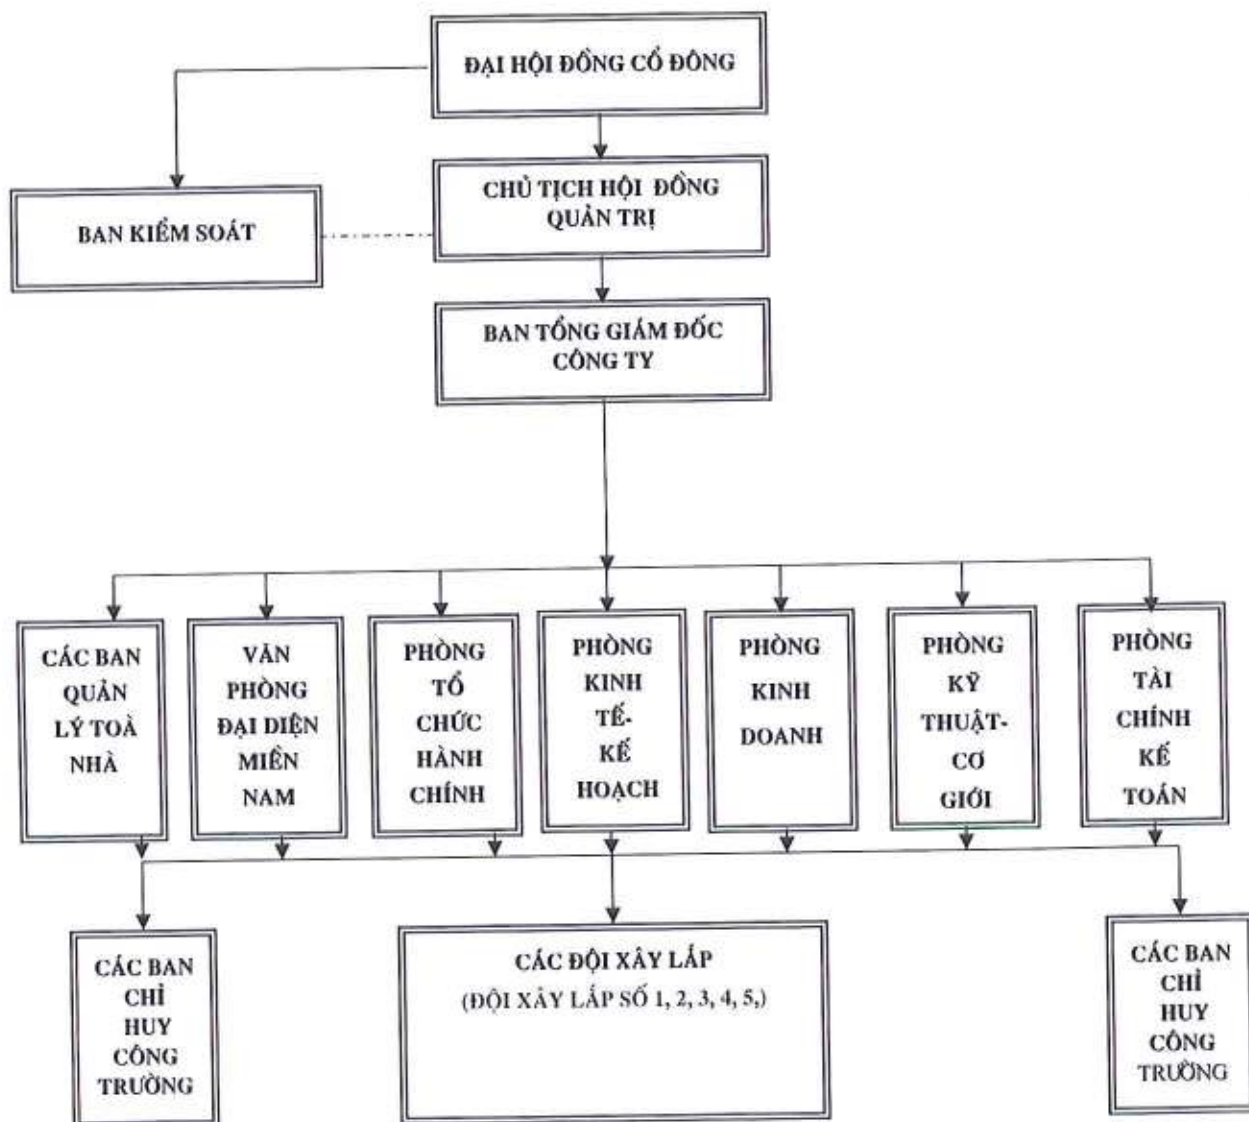 ĐẠI HỘI ĐỒNG CỔ ĐÔNG
CHỦ TỊCH HỘI ĐỒNG
QUẢN TRỊ
BAN KIỂM SOÁT
BAN TỔNG GIÁM ĐỐC
CÔNG TY
CÁC BAN
QUẢN
LÝ TOÀ
NHÀ
VĂN
PHÒNG
ĐẠI DIỆN
MIỀN
NAM
PHÒNG
TỔ
CHỨC
HÀNH
CHÍNH
PHÒNG
KINH
TẾ-
KẾ
HOẠCH
PHÒNG
KINH
DOANH
PHÒNG
KỸ
THUẬT-
CƠ
GIỚI
PHÒNG
TÀI
CHÍNH
KẾ
TOÁN
CÁC BAN
CHỈ
HUY
CÔNG
TRƯỜNG
CÁC ĐỘI XÂY LẮP
(ĐỘI XÂY LẮP SỐ 1, 2, 3, 4, 5,)
CÁC BAN
CHỈ
HUY
CÔNG
TRƯỜNG